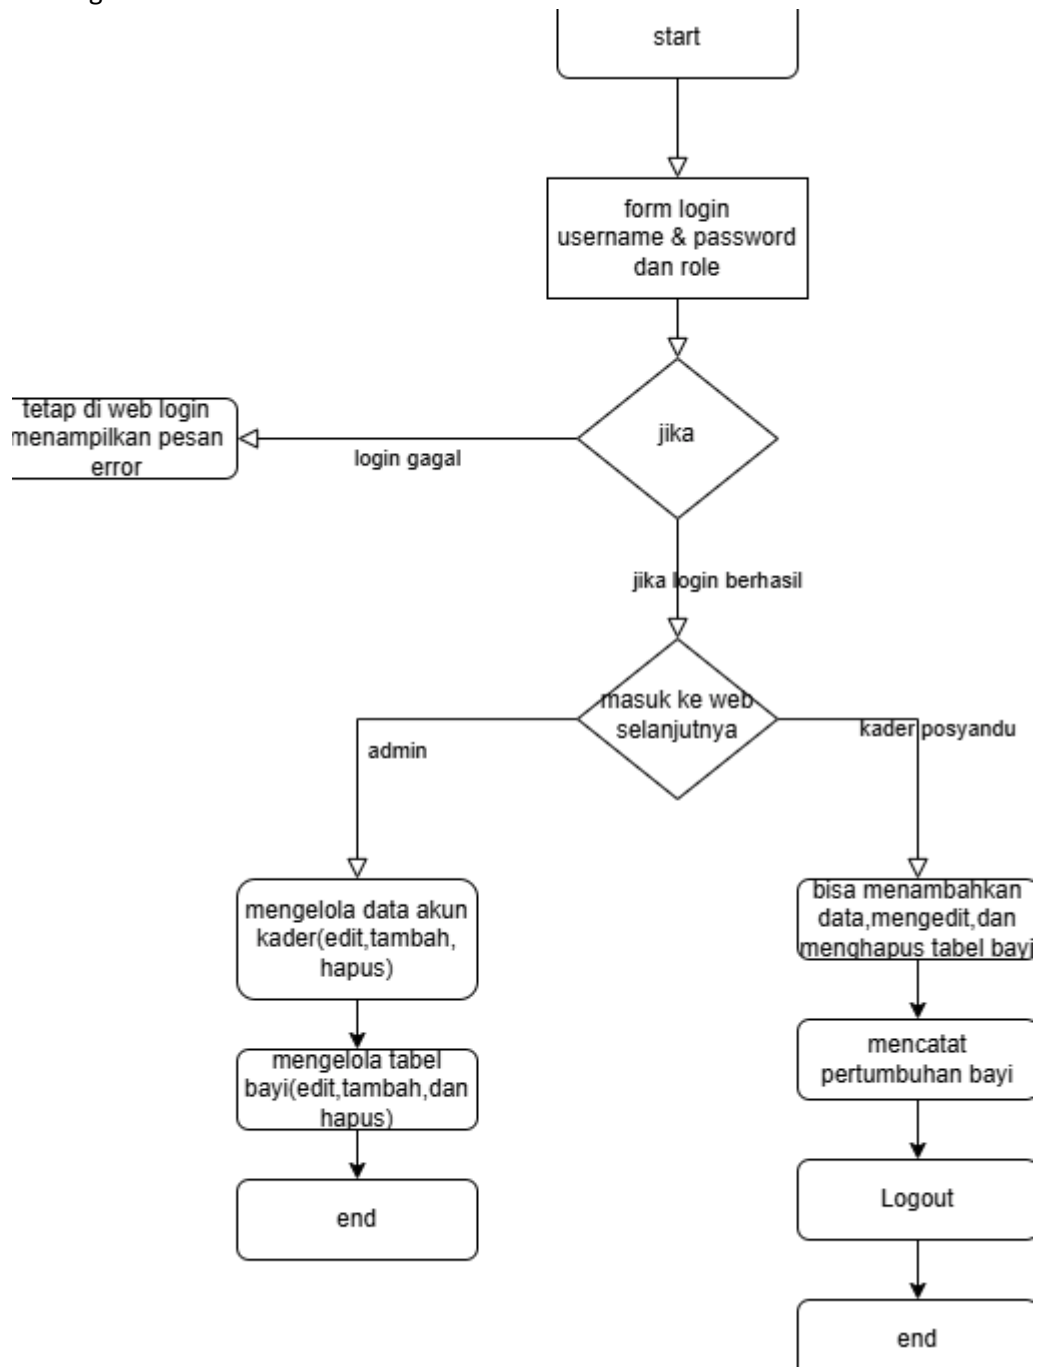 start
form login
username & password
dan role
jika
tetap di web login
menampilkan pesan
error
login gagal
jika login berhasil
masuk ke web
selanjutnya
admin
kader posyandu
mengelola data akun
kader(edit,tambah,
hapus)
bisa menambahkan
data,mengedit,dan
menghapus tabel bayi
mengelola tabel
bayi(edit,tambah,dan
hapus)
mencatat
pertumbuhan bayi
end
Logout
end